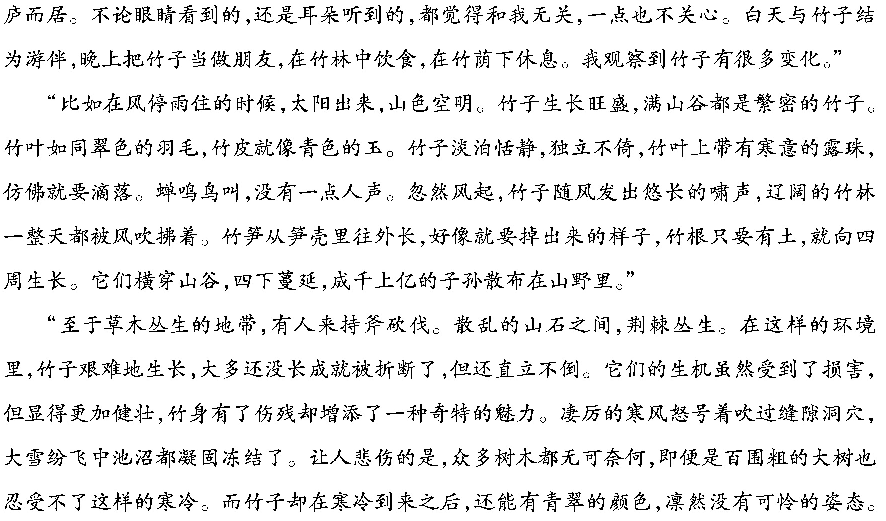 庐而居。不论眼睛看到的,还是耳朵听到的,都觉得和我无关,一点也不关心。白天与竹子结
为游伴,晚上把竹子当做朋友,在竹林中饮食,在竹荫下休息。我观察到竹子有很多变化。”
“比如在风停雨住的时候,太阳出来,山色空明。竹子生长旺盛,满山谷都是繁密的竹子。
竹叶如同翠色的羽毛,竹皮就像青色的玉。竹子淡泊恬静,独立不倚,竹叶上带有寒意的露珠,
仿佛就要滴落。蝉鸣鸟叫,没有一点人声。忽然风起,竹子随风发出悠长的啸声,辽阔的竹林
一整天都被风吹拂着。竹笋从笋壳里往外长,好像就要掉出来的样子,竹根只要有土,就向四
周生长。它们横穿山谷,四下蔓延,成千上亿的子孙散布在山野里。”
“至于草木丛生的地带,有人来持斧砍伐。散乱的山石之间,荆棘丛生。在这样的环境
里,竹子艰难地生长,大多还没长成就被折断了,但还直立不倒。它们的生机虽然受到了损害,
但显得更加健壮,竹身有了伤残却增添了一种奇特的魅力。凄厉的寒风怒号着吹过缝隙洞穴,
大雪纷飞中池沼都凝固冻结了。让人悲伤的是,众多树木都无可奈何,即便是百围粗的大树也
忍受不了这样的寒冷。而竹子却在寒冷到来之后,还能有青翠的颜色,凛然没有可怜的姿态。